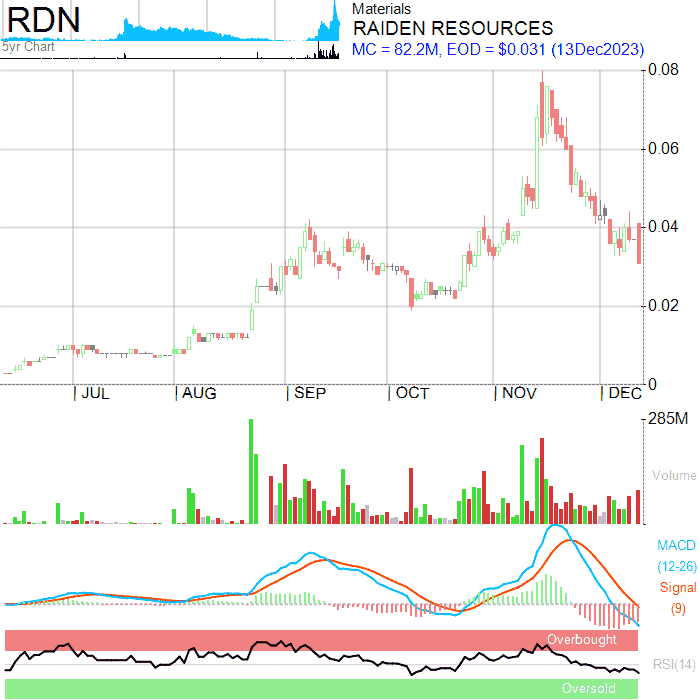 RDN
5yr Chart
Materials
RAIDEN RESOURCES
MC = 82.2M, EOD = $0.031 (13Dec2023)
0.08
0.06
0.04
0.02
0
JUL
AUG
SEP
OCT
NOV
DEC
285M
Volume
MACD
(12-26)
Signal
(9)
Overbought
RSI(14)
Oversold